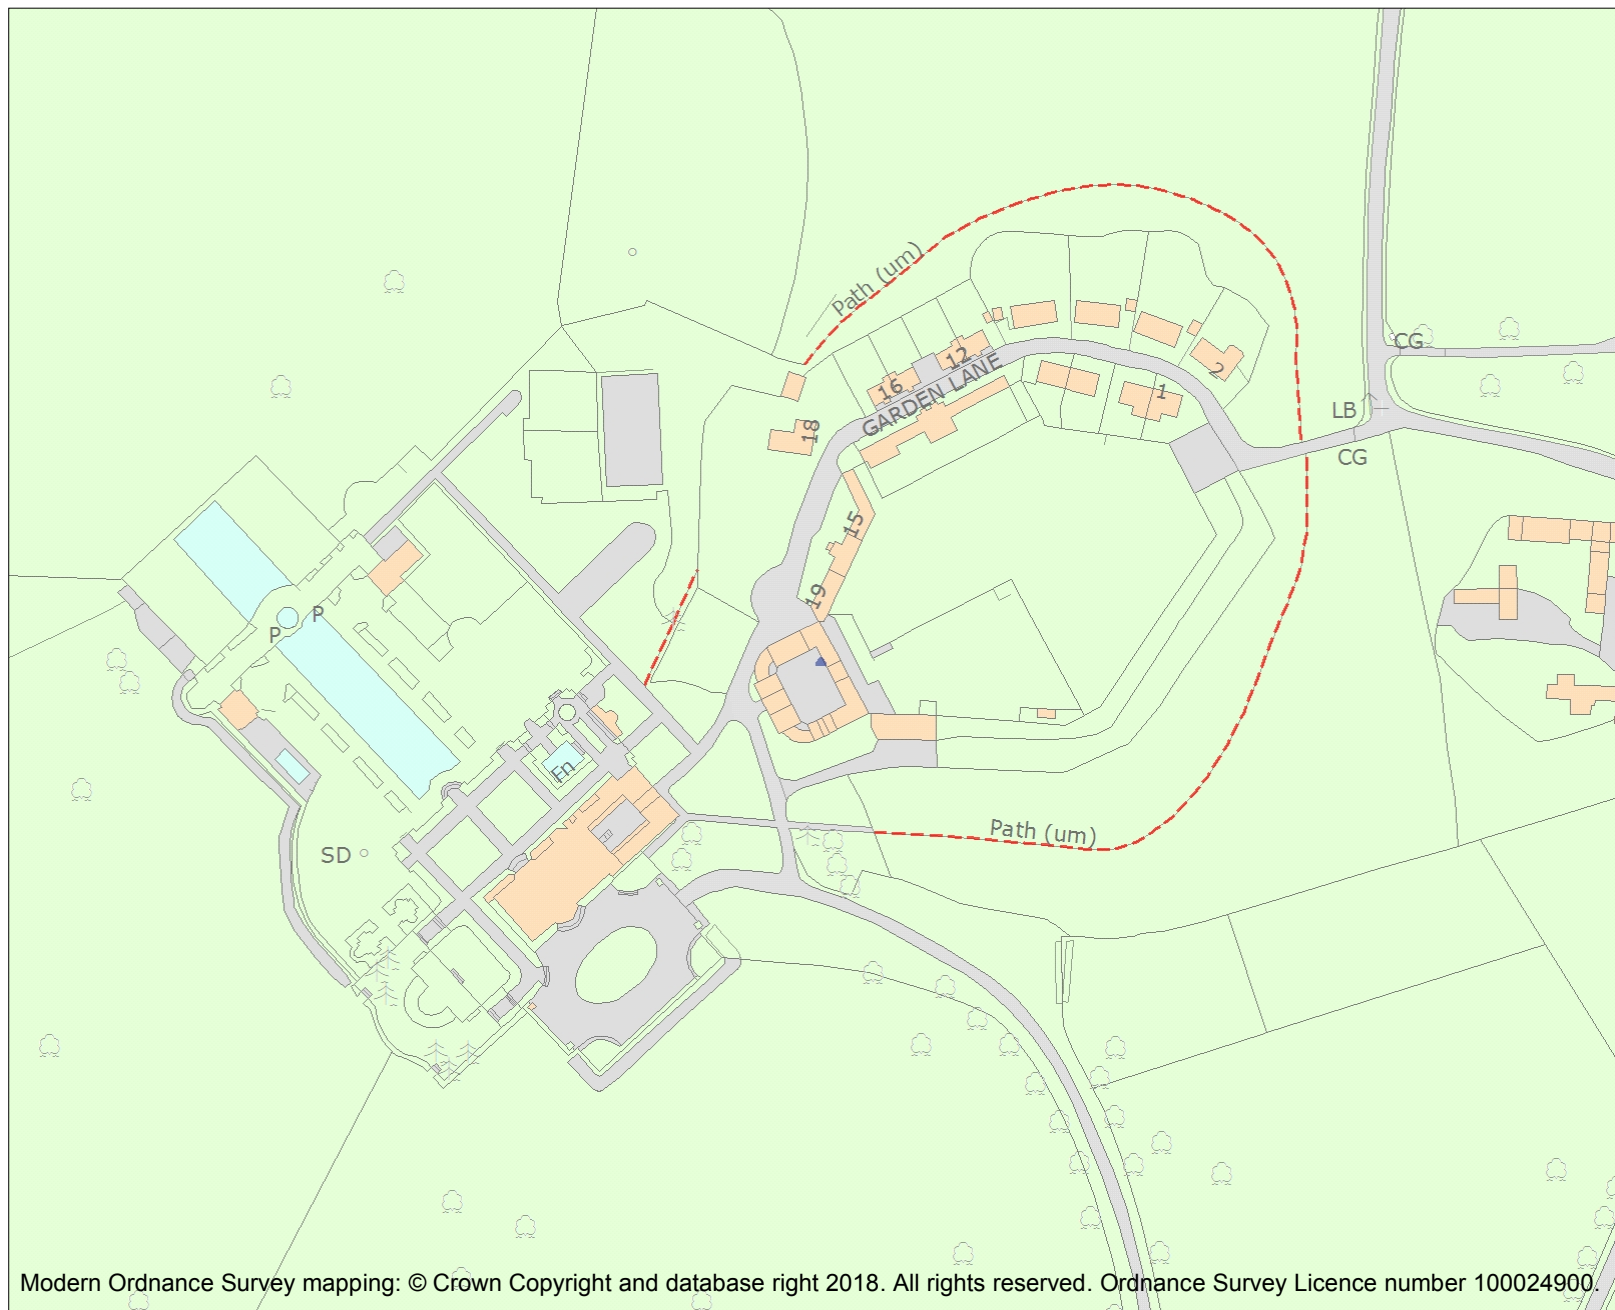 Path (um)
CG
12
2
16
GARDEN LANE
1
LB
18
CG
15
19
P
P
Fn
Path (um)
SD
Modern Ordnance Survey mapping: © Crown Copyright and database right 2018. All rights reserved. Ordnance Survey Licence number 100024900.